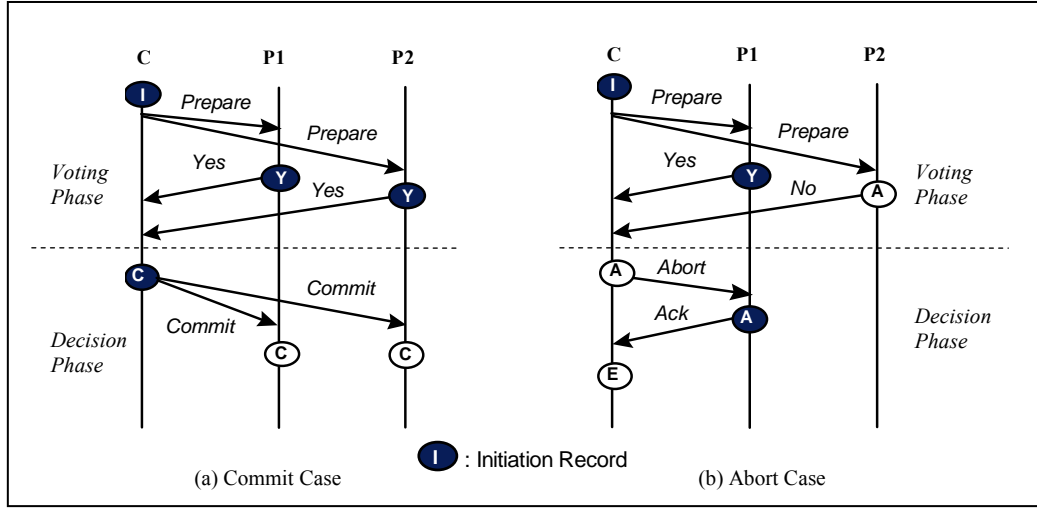 C P1 P2
I
Prepare
Prepare
Yes
Y
Yes
Y
Voting
Phase
C
Commit
Commit
Decision
Phase
C
C
C P1 P2
I
Prepare
Prepare
Yes
Y
No
A
Voting
Phase
A
Abort
Ack
A
Decision
Phase
E
I : Initiation Record
(a) Commit Case
(b) Abort Case